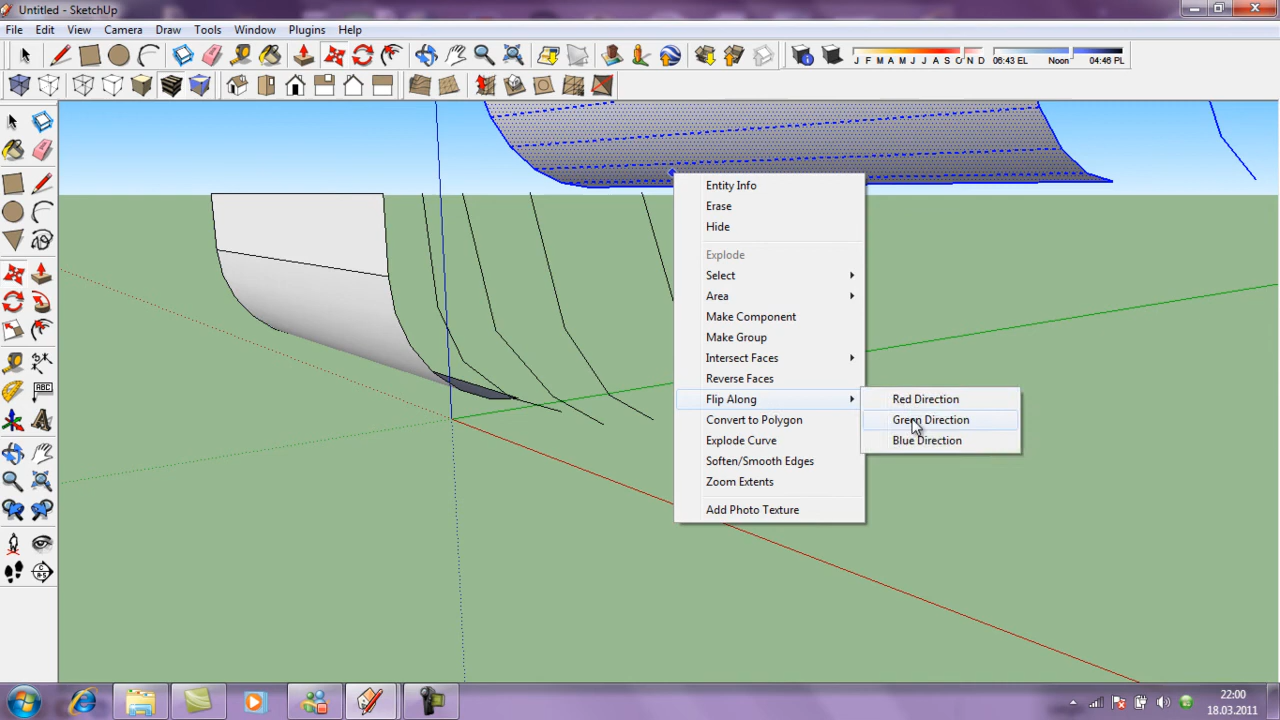 Untitled - SketchUp
File Edit View Camera Draw Tools Window Plugins Help
J F M A M J J A S O N D 06:43 EL Noon 04:46 PL
Entity Info
Erase
Hide
Explode
Select
Area
Make Component
Make Group
Intersect Faces
Reverse Faces
Flip Along
Red Direction
Convert to Polygon
Green Direction
Explode Curve
Blue Direction
Soften/Smooth Edges
Zoom Extents
Add Photo Texture
ABC
A
22:00
18.03.2011